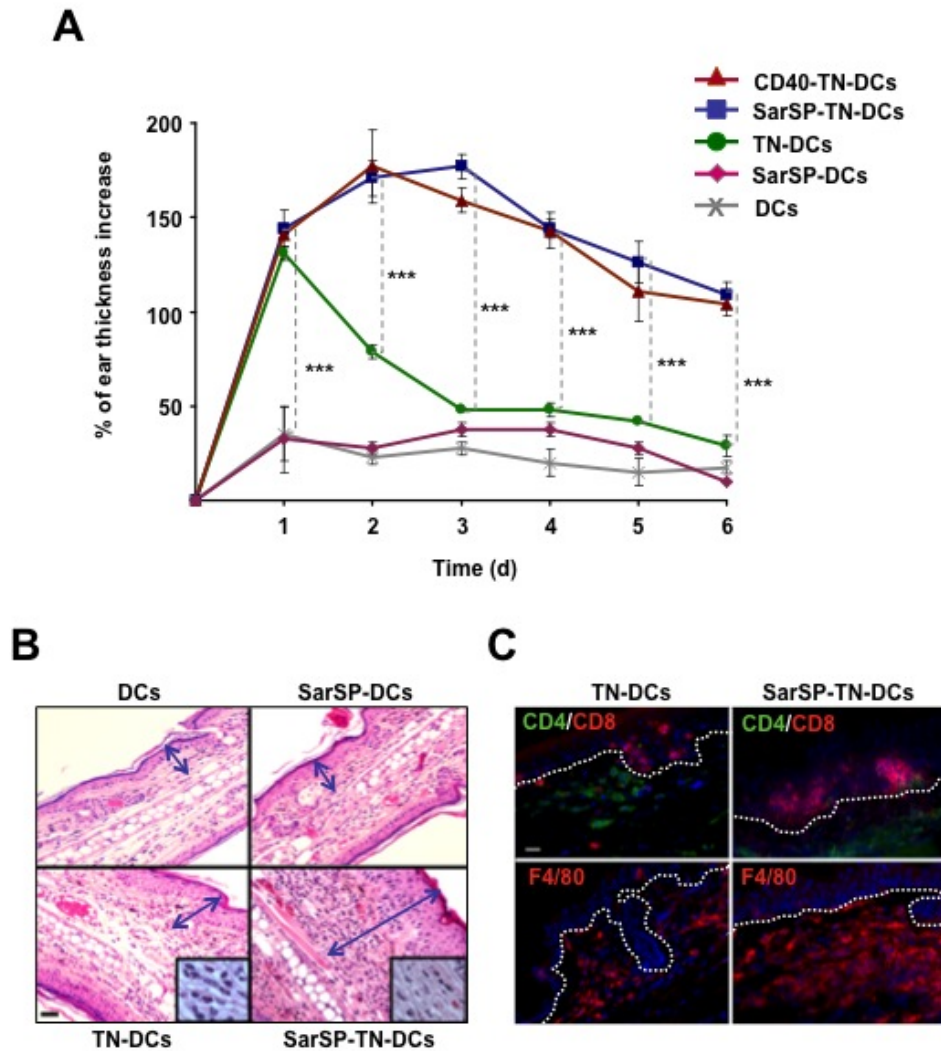 A
CD40-TN-DCs
SarSP-TN-DCs
TN-DCs
SarSP-DCs
DCs
% of ear thickness increase
200
150
100
50
***
***
***
***
***
***
1 2 3 4 5 6
Time (d)
B
DCs SarSP-DCs
TN-DCs SarSP-TN-DCs
C
TN-DCs SarSP-TN-DCs
CD4/CD8 CD4/CD8
F4/80 F4/80